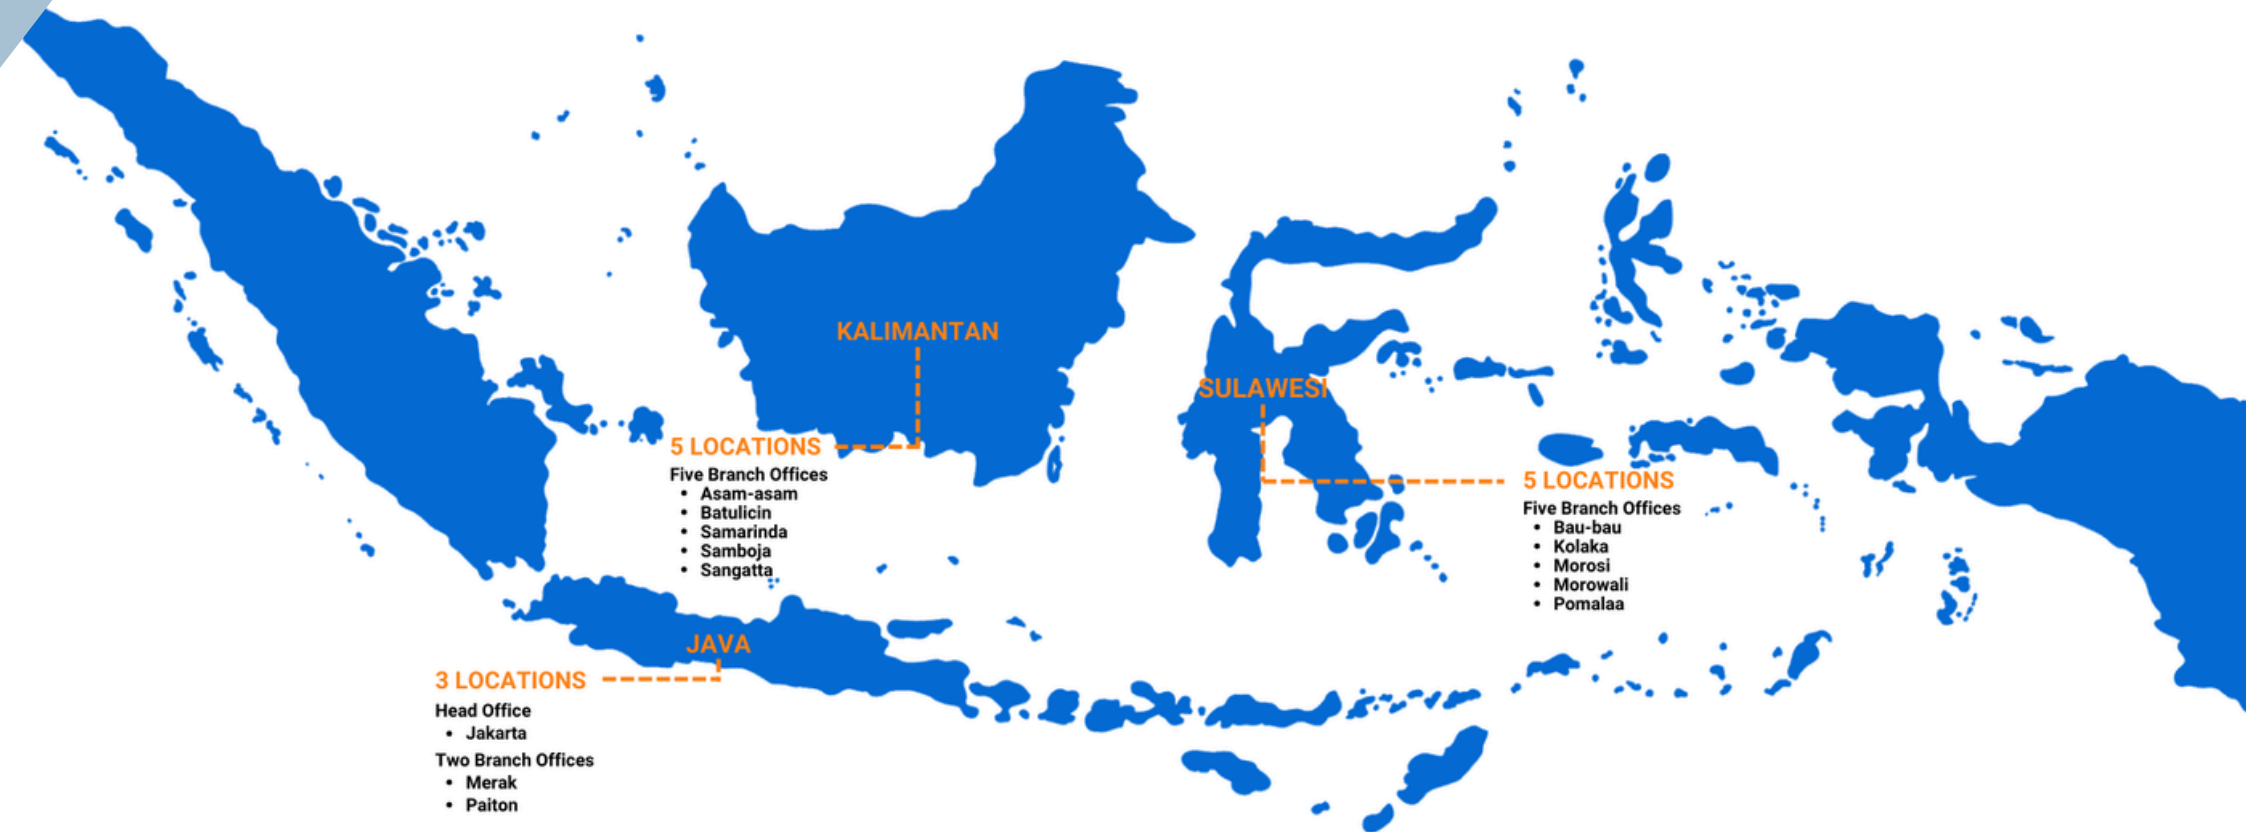 KALIMANTAN
5 LOCATIONS
Five Branch Offices
• Asam-asam
• Batulicin
• Samarinda
• Samboja
• Sangatta
SULAWESI
5 LOCATIONS
Five Branch Offices
• Bau-bau
• Kolaka
• Morosi
• Morowali
• Pomalaa
JAVA
3 LOCATIONS
Head Office
• Jakarta
Two Branch Offices
• Merak
• Paiton